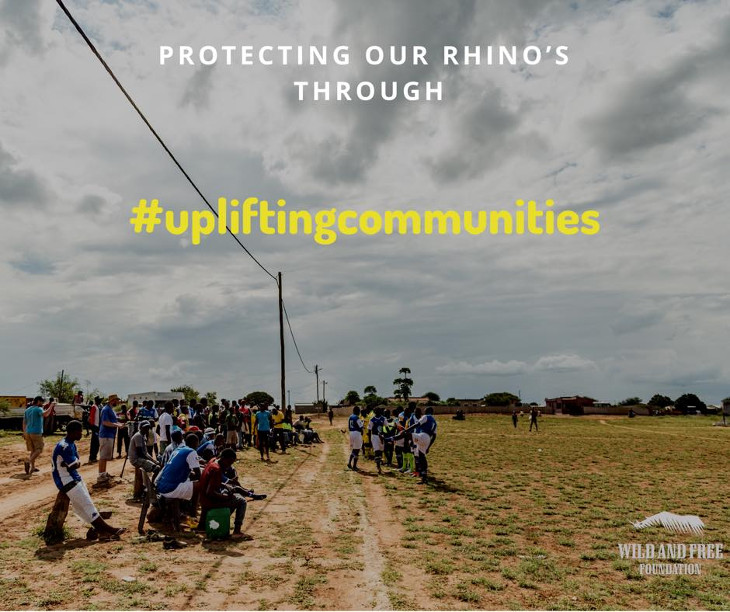 PROTECTING OUR RHINO’S
THROUGH
#upliftingcommunities
WILD AND FREE
FOUNDATION